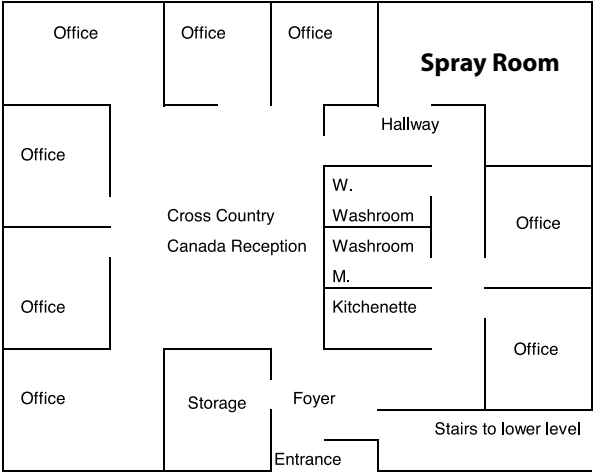 Office
Office
Office
Spray Room
Hallway
Office
W.
Washroom
Cross Country
Canada Reception
Washroom
M.
Office
Office
Kitchenette
Office
Office
Storage
Foyer
Stairs to lower level
Entrance